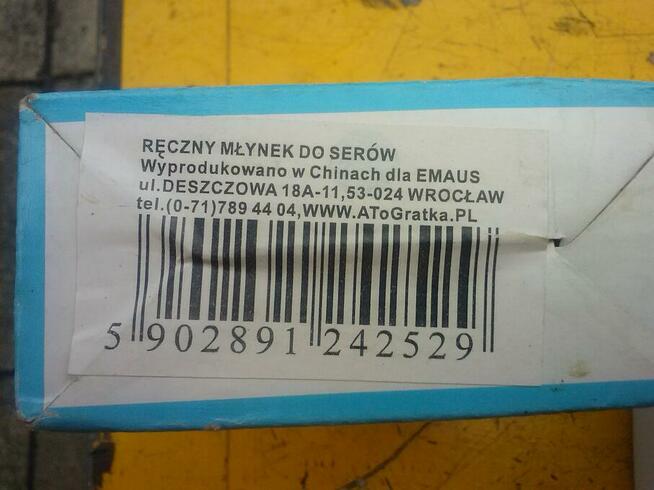 RĘCZNY MŁYNEK DO SERÓW
Wyprodukowano w Chinach dla EMAUS
ul.DESZCZOWA 18A-11,53-024 WROCŁAW
tel.(0-71)789 44 04,WWW.AToGratka.PL
5 902891 242529